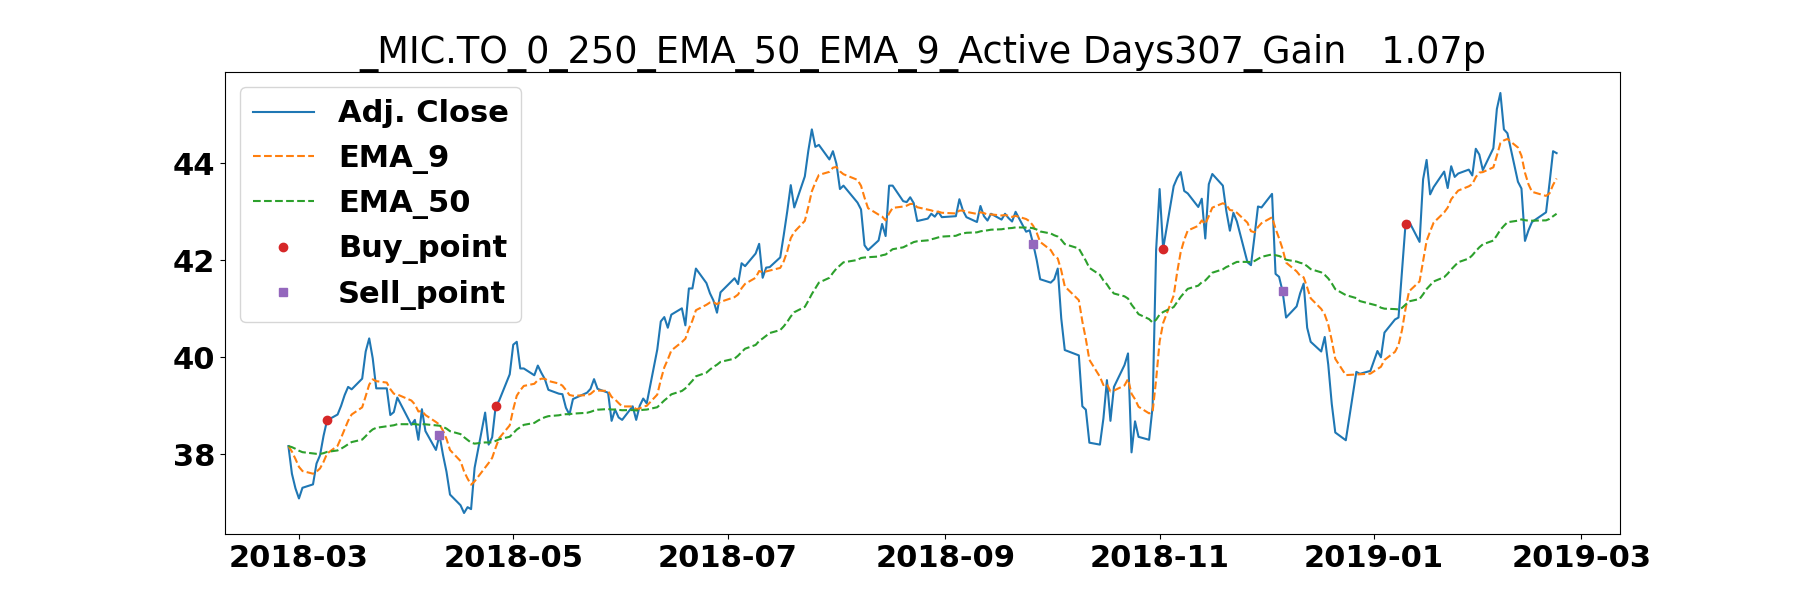 _MIC.TO_0_250_EMA_50_EMA_9_Active Days307_Gain   1.07p
Adj. Close
EMA_9
EMA_50
Buy_point
Sell_point
44
42
40
38
2018-03 2018-05 2018-07 2018-09 2018-11 2019-01 2019-03